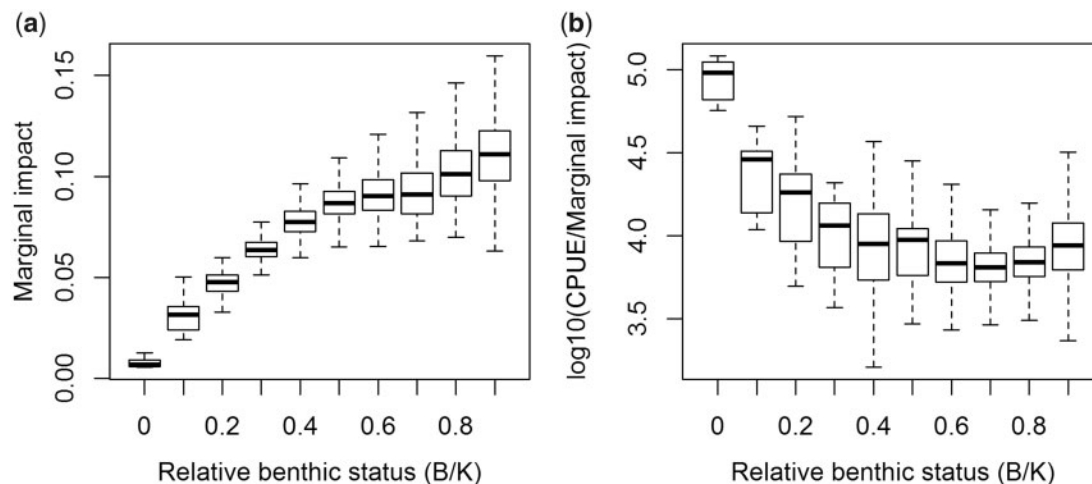 (a)
Marginal impact
0.15
0.10
0.05
0.00
0 0.2 0.4 0.6 0.8
Relative benthic status (B/K)
(b)
log10(CPUE/Marginal impact)
5.0
4.5
4.0
3.5
0 0.2 0.4 0.6 0.8
Relative benthic status (B/K)